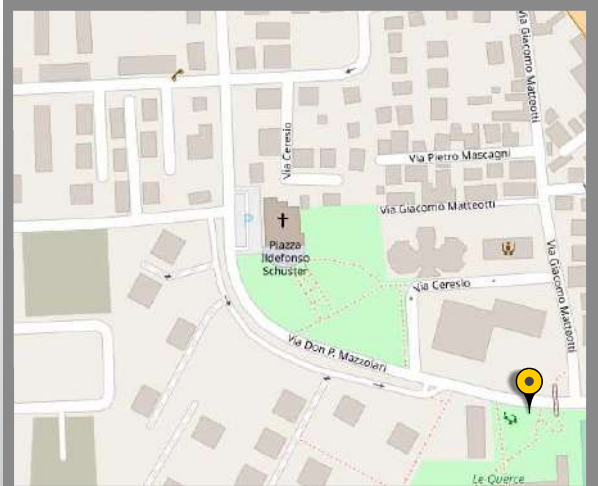 Via Giacomo Matteotti
Via Ceresio
Via Pietro Mascagni
Via Giacomo Matteotti
Piazza
Ildefonso
Schuster
Via Giacomo Matteotti
Via Ceresio
Via Don P. Mazzolari
Le Querce